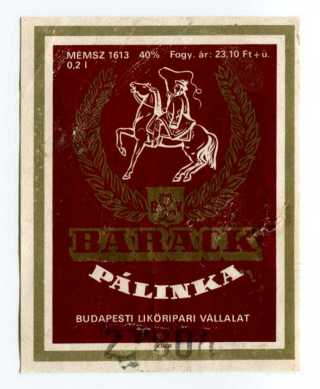 MÉMSZ 1613 40% Fogy. ár: 23,10 Ft + ü.
0,2 l
BARACK
PÁLINKA
BUDAPESTI LIKŐRIPARI VÁLLALAT